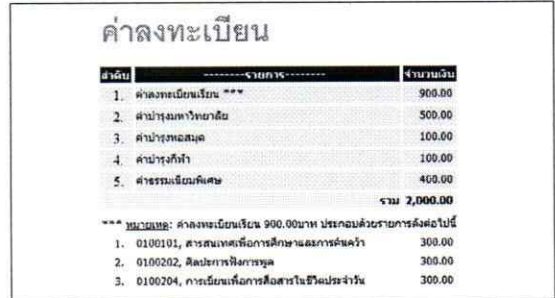 ค่าลงทะเบียน
ลำดับ --------รายการ-------- จำนวนเงิน
1. ค่าลงทะเบียนเรียน *** 900.00
2. ค่าบำรุงมหาวิทยาลัย 500.00
3. ค่าบำรุงหอสมุด 100.00
4. ค่าบำรุงกีฬา 100.00
5. ค่าธรรมเนียมพิเศษ 400.00
รวม 2,000.00
*** หมายเหตุ: ค่าลงทะเบียนเรียน 900.00บาท ประกอบด้วยรายการดังต่อไปนี้
1. 0100101, สารสนเทศเพื่อการศึกษาและการค้นคว้า 300.00
2. 0100202, ศิลปะการฟังการพูด 300.00
3. 0100204, การเขียนเพื่อการสื่อสารในชีวิตประจำวัน 300.00